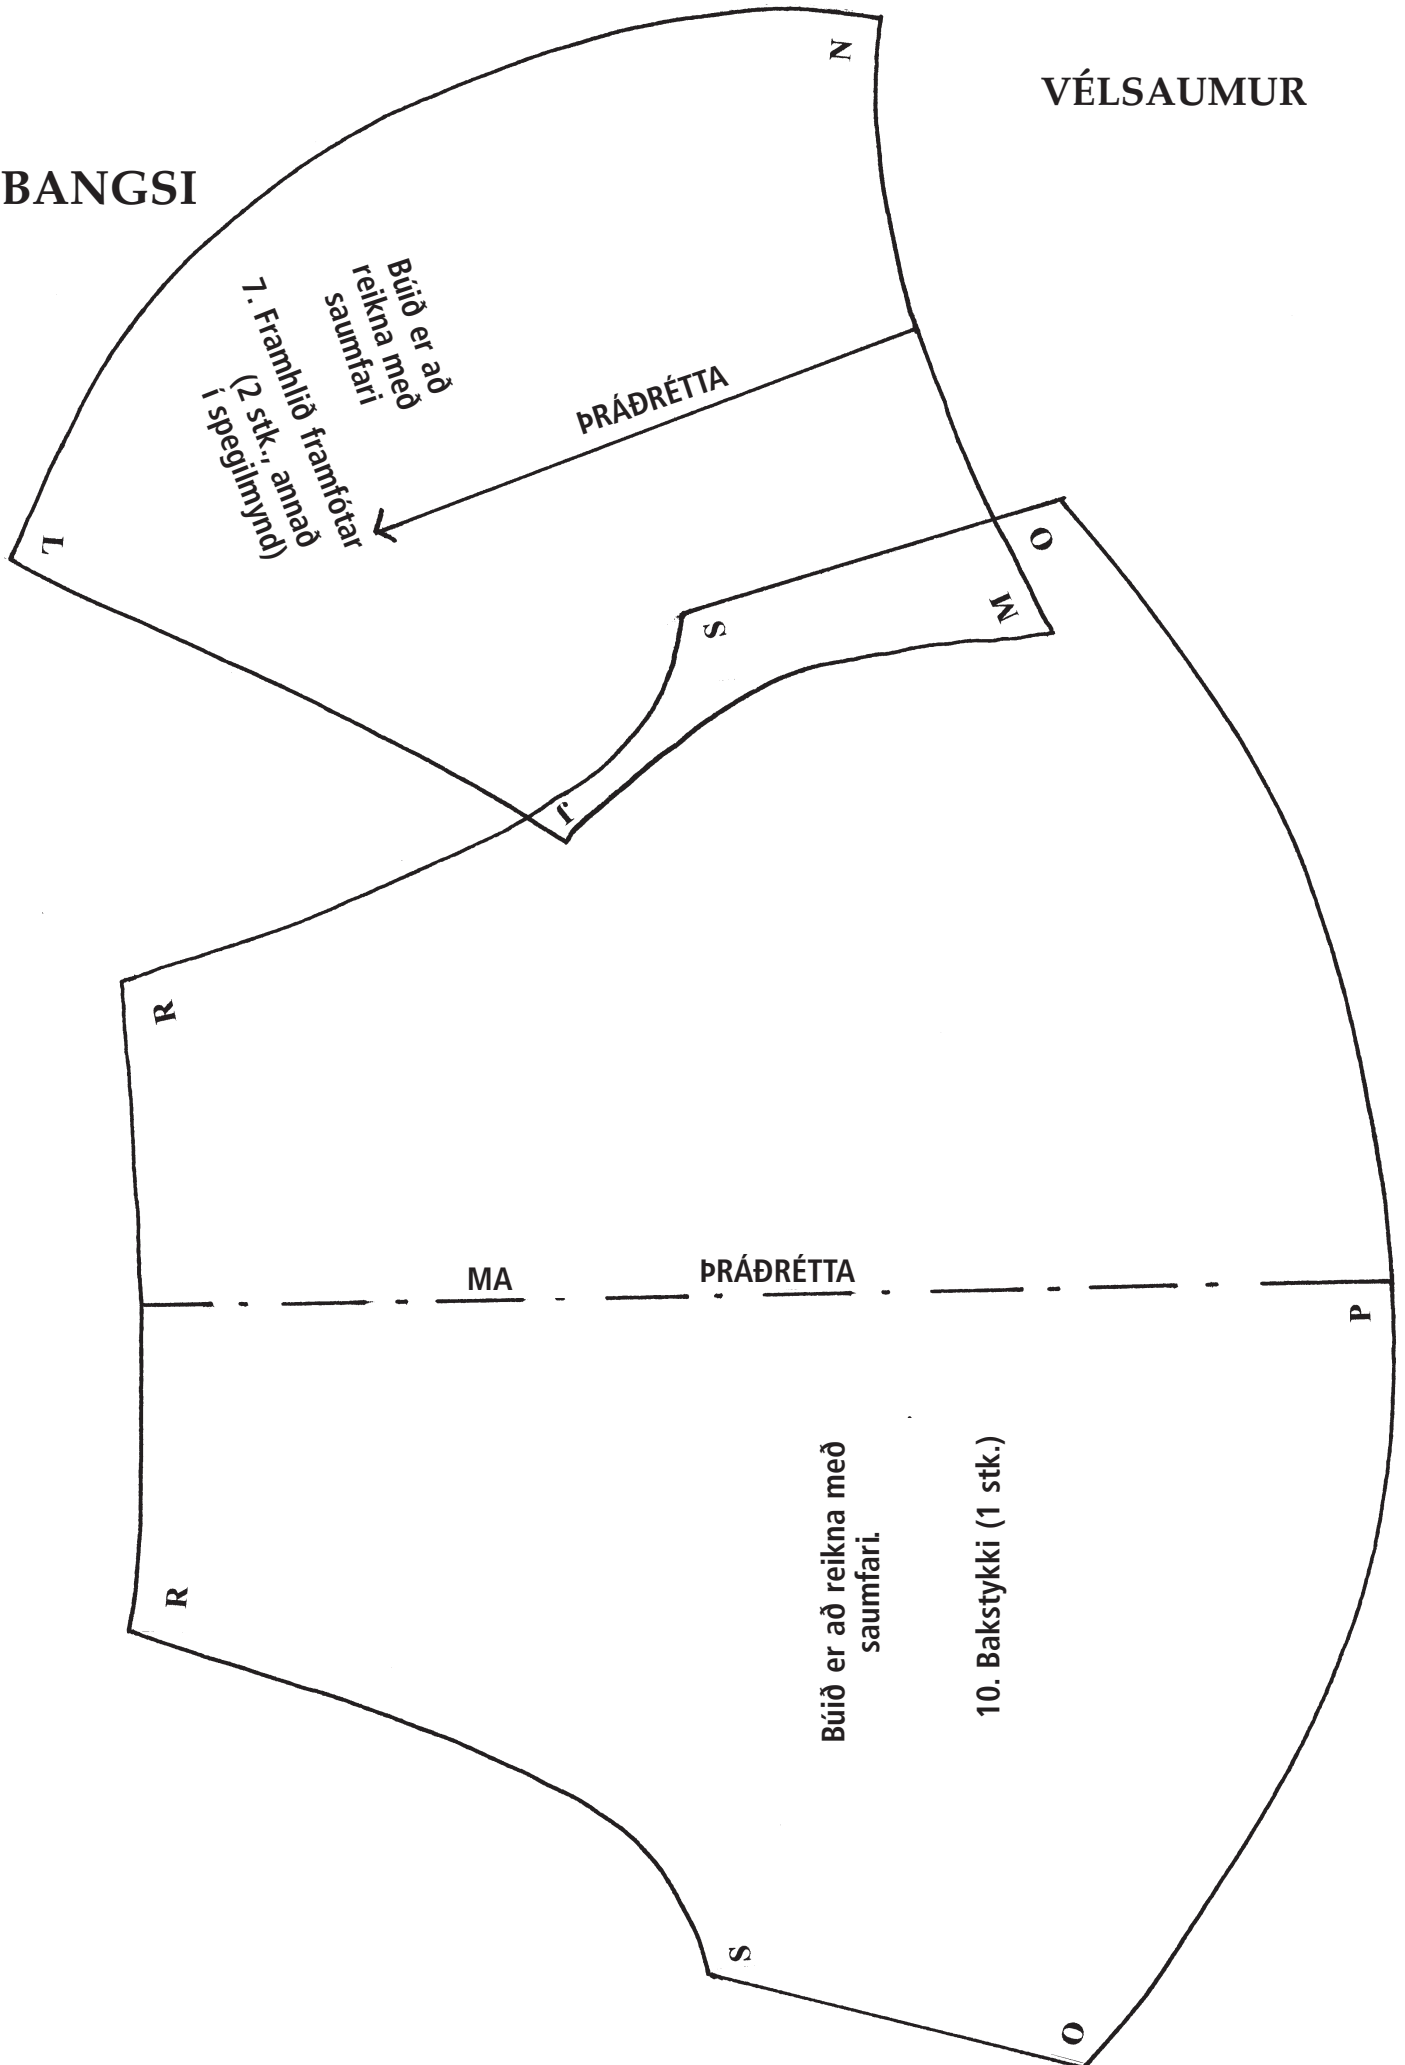 VÉLSAUMUR
BANGSI
N
Búið er að
reikna með
saumfari
7. Framhlið framfótar
(2 stk., annað
í spegilmynd)
ÞRÁÐRÉTTA
L
O
M
S
J
R
MA
ÞRÁÐRÉTTA
P
Búið er að reikna með
saumfari.
10. Bakstykki (1 stk.)
R
S
O